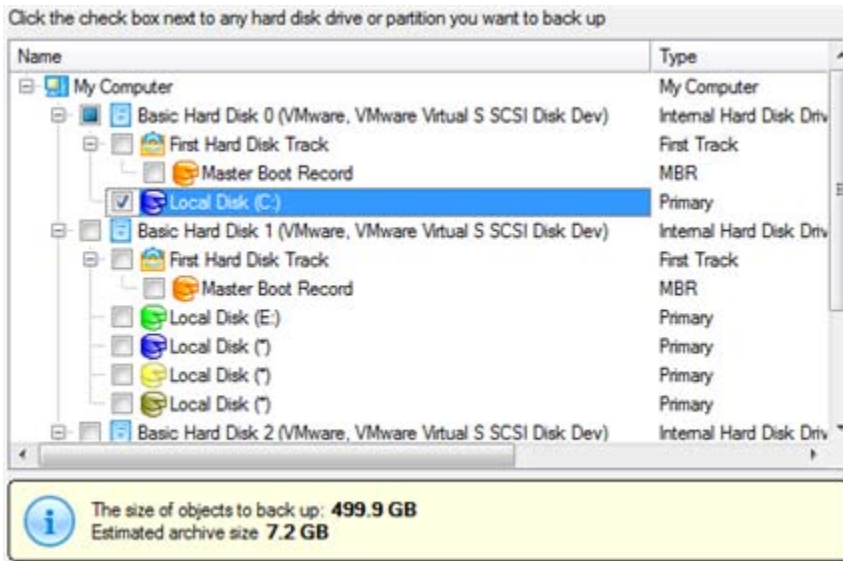 Click the check box next to any hard disk drive or partition you want to back up
Name Type
My Computer My Computer
Basic Hard Disk 0 (VMware, VMware Virtual S SCSI Disk Dev) Internal Hard Disk Driv
First Hard Disk Track First Track
Master Boot Record MBR
Local Disk (C:) Primary
Basic Hard Disk 1 (VMware, VMware Virtual S SCSI Disk Dev) Internal Hard Disk Driv
First Hard Disk Track First Track
Master Boot Record MBR
Local Disk (E:) Primary
Local Disk (*) Primary
Local Disk (*) Primary
Local Disk (*) Primary
Basic Hard Disk 2 (VMware, VMware Virtual S SCSI Disk Dev) Internal Hard Disk Driv
The size of objects to back up: 499.9 GB
Estimated archive size 7.2 GB